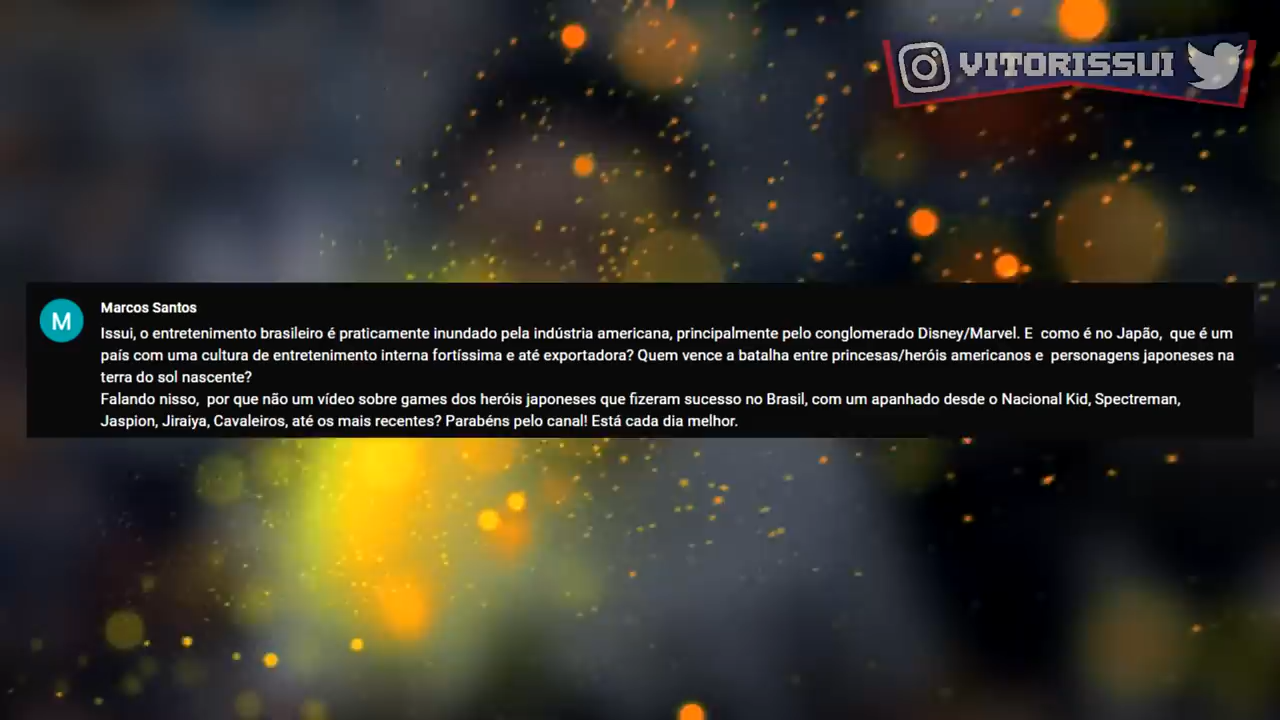 VITORISSUI
M
Marcos Santos
Issui, o entretenimento brasileiro é praticamente inundado pela indústria americana, principalmente pelo conglomerado Disney/Marvel. E  como é no Japão,  que é um
país com uma cultura de entretenimento interna fortíssima e até exportadora? Quem vence a batalha entre princesas/heróis americanos e  personagens japoneses na
terra do sol nascente?
Falando nisso,  por que não um vídeo sobre games dos heróis japoneses que fizeram sucesso no Brasil, com um apanhado desde o Nacional Kid, Spectreman,
Jaspion, Jiraiya, Cavaleiros, até os mais recentes? Parabéns pelo canal! Está cada dia melhor.